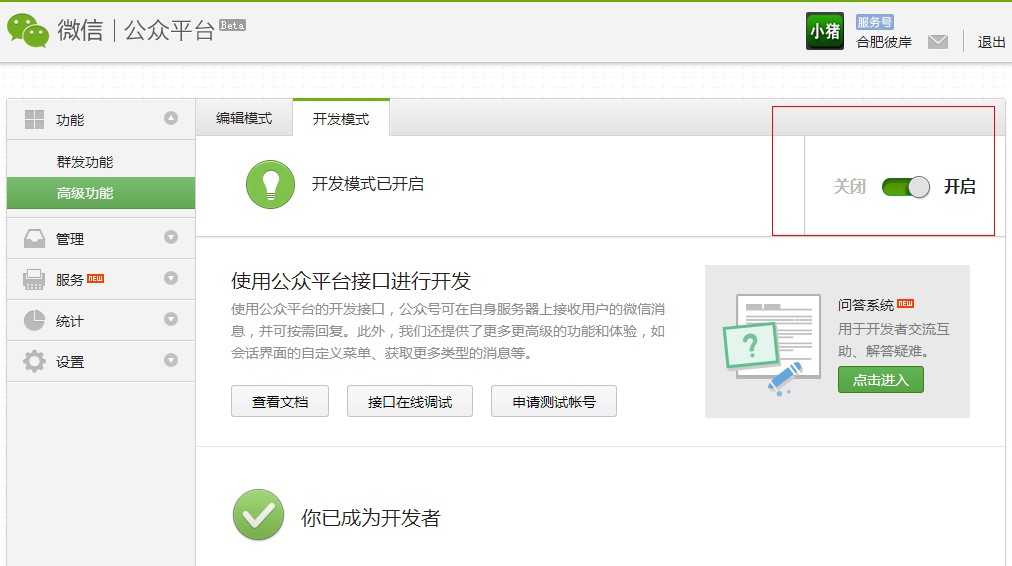 微信 | 公众平台 Beta
小猪
服务号
合肥彼岸
退出
功能
群发功能
高级功能
管理
服务 NEW
统计
设置
编辑模式
开发模式
开发模式已开启
关闭
开启
使用公众平台接口进行开发
使用公众平台的开发接口，公众号可在自身服务器上接收用户的微信消
息，并可按需回复。此外，我们还提供了更多更高级的功能和体验，如
会话界面的自定义菜单、获取更多类型的消息等。
查看文档
接口在线调试
申请测试帐号
?
问答系统 NEW
用于开发者交流互
助、解答疑难。
点击进入
你已成为开发者